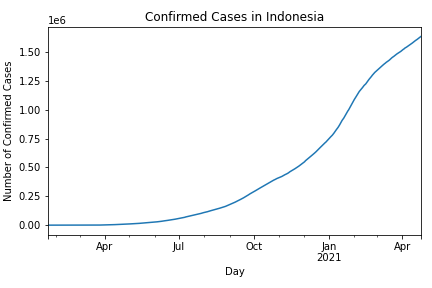 Confirmed Cases in Indonesia
1e6
Number of Confirmed Cases
1.50
1.25
1.00
0.75
0.50
0.25
0.00
Apr
Jul
Oct
Jan
2021
Apr
Day